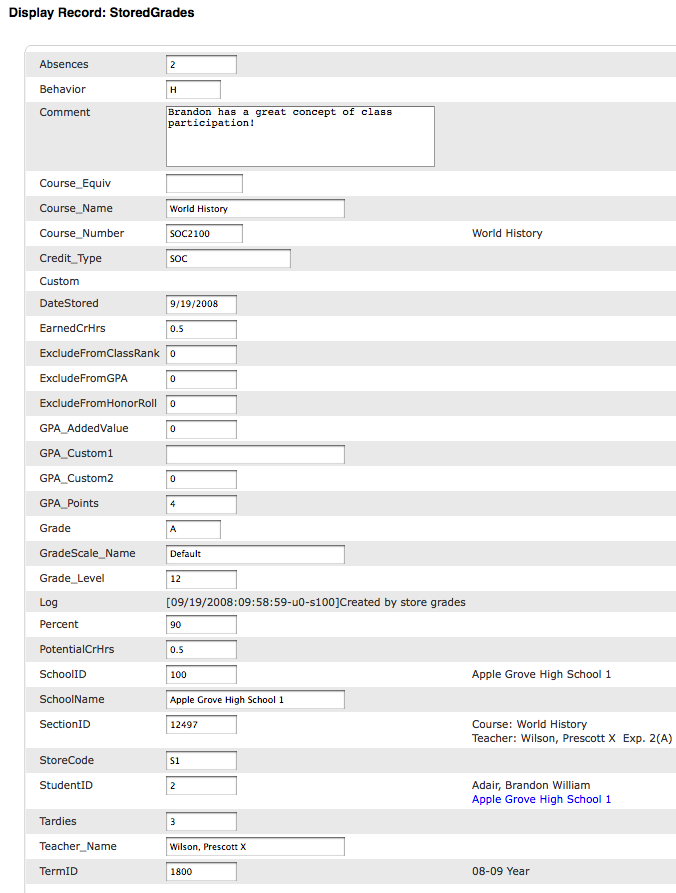 Display Record: StoredGrades
Absences 2
Behavior H
Comment Brandon has a great concept of class
participation!
Course_Equiv
Course_Name World History
Course_Number SOC2100 World History
Credit_Type SOC
Custom
DateStored 9/19/2008
EarnedCrHrs 0.5
ExcludeFromClassRank 0
ExcludeFromGPA 0
ExcludeFromHonorRoll 0
GPA_AddedValue 0
GPA_Custom1
GPA_Custom2 0
GPA_Points 4
Grade A
GradeScale_Name Default
Grade_Level 12
Log [09/19/2008:09:58:59-u0-s100]Created by store grades
Percent 90
PotentialCrHrs 0.5
SchoolID 100 Apple Grove High School 1
SchoolName Apple Grove High School 1
SectionID 12497 Course: World History
Teacher: Wilson, Prescott X Exp. 2(A)
StoreCode S1
StudentID 2 Adair, Brandon William
Apple Grove High School 1
Tardies 3
Teacher_Name Wilson, Prescott X
TermID 1800 08-09 Year